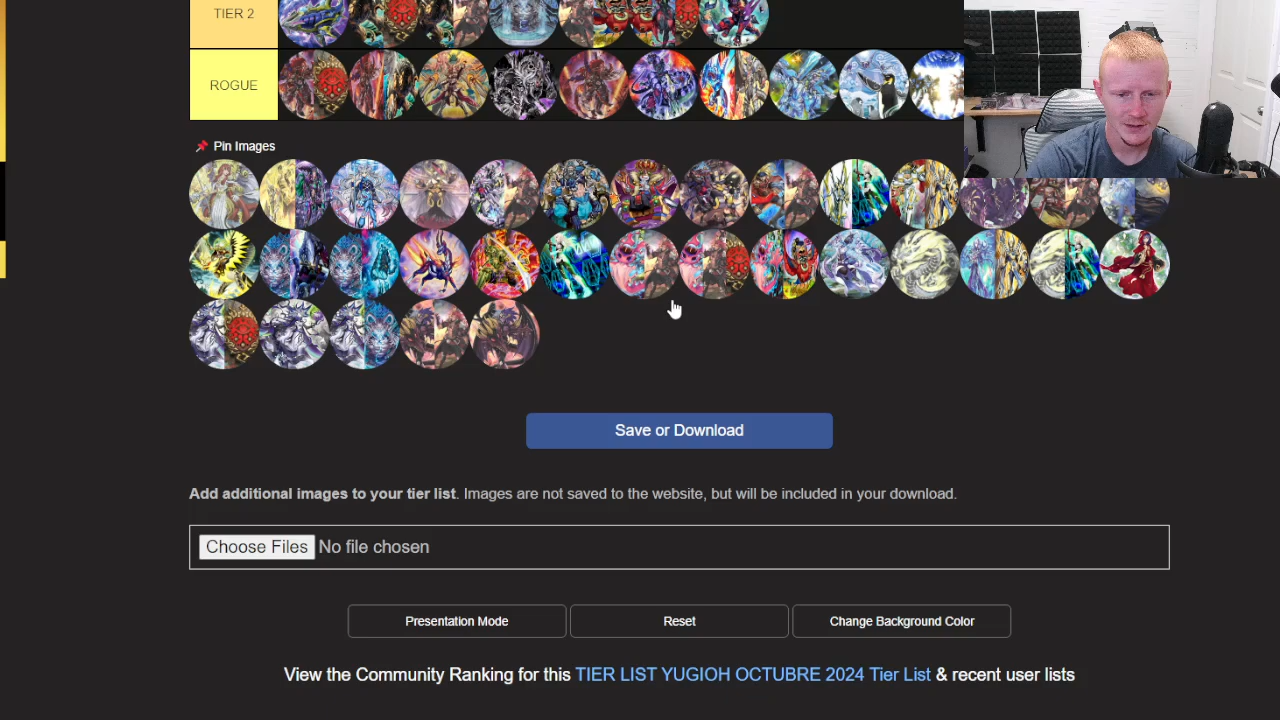 TIER 2
ROGUE
Pin Images
Save or Download
Add additional images to your tier list. Images are not saved to the website, but will be included in your download.
Choose Files No file chosen
Presentation Mode
Reset
Change Background Color
View the Community Ranking for this TIER LIST YUGIOH OCTUBRE 2024 Tier List & recent user lists